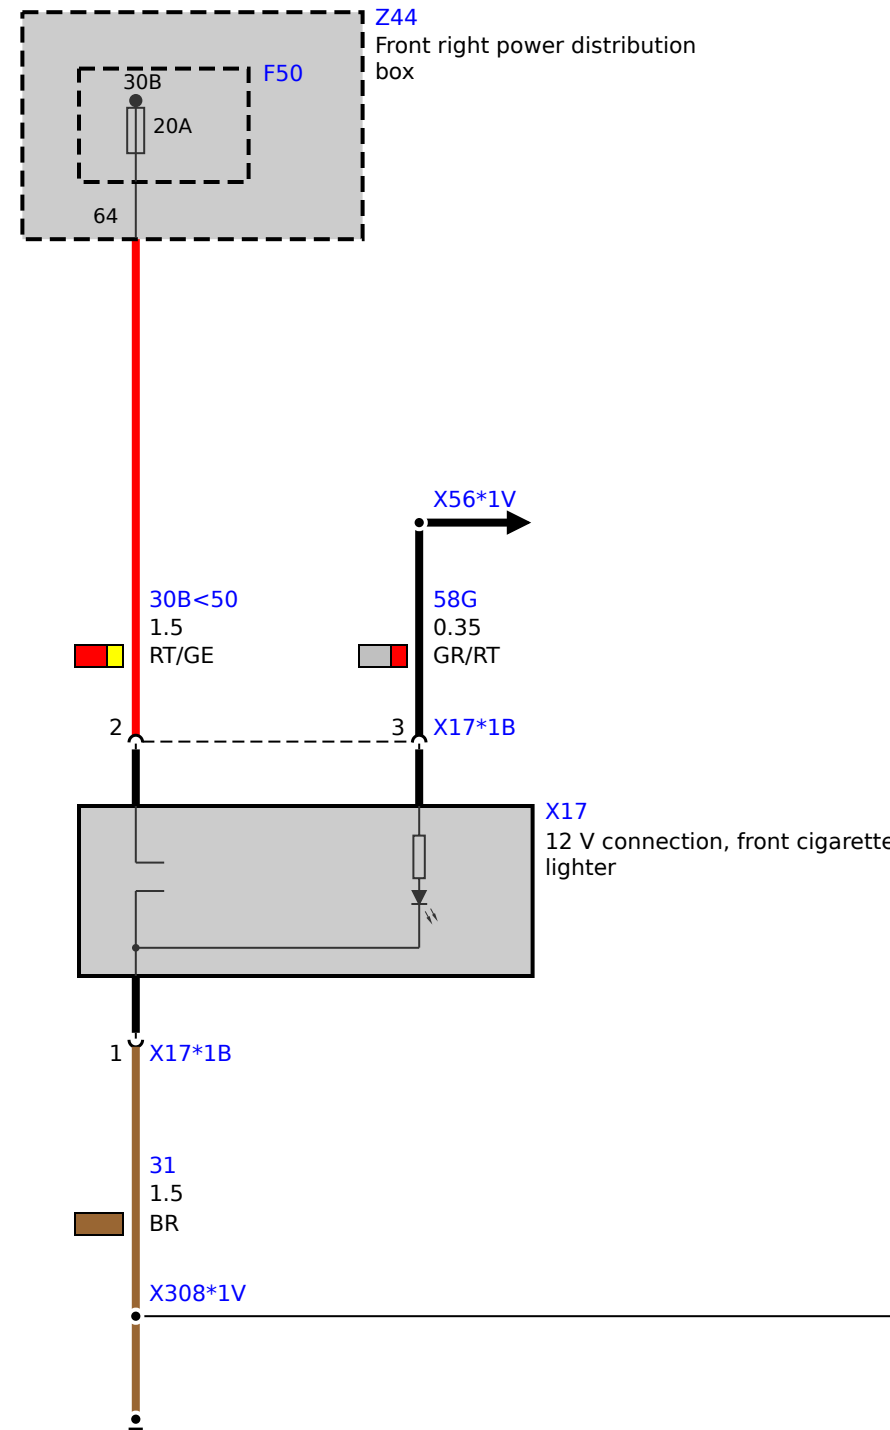 Z44
Front right power distribution
box
F50
30B
20A
64
X56*1V
30B<50
1.5
RT/GE
58G
0.35
GR/RT
2
3
X17*1B
X17
12 V connection, front cigarette
lighter
1
X17*1B
31
1.5
BR
X308*1V